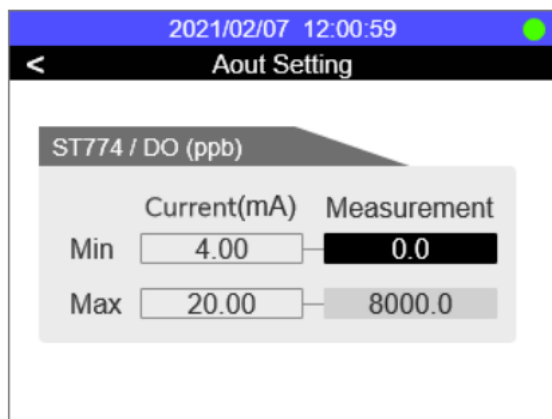 2021/02/07 12:00:59
< Aout Setting
ST774 / DO (ppb)
Current(mA) Measurement
Min 4.00 0.0
Max 20.00 8000.0